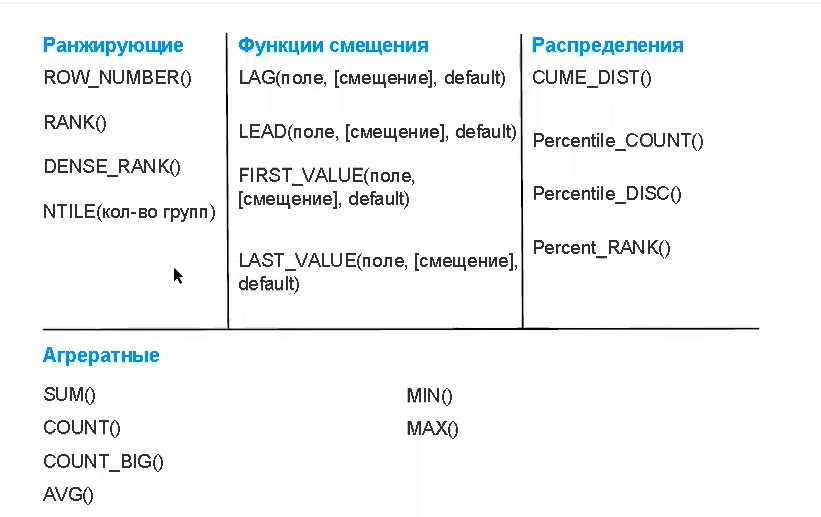 Ранжирующие
ROW_NUMBER()
RANK()
DENSE_RANK()
NTILE(кол-во групп)
Функции смещения
LAG(поле, [смещение], default)
LEAD(поле, [смещение], default)
FIRST_VALUE(поле,
[смещение], default)
LAST_VALUE(поле, [смещение],
default)
Распределения
CUME_DIST()
Percentile_COUNT()
Percentile_DISC()
Percent_RANK()
Агрератные
SUM()
COUNT()
COUNT_BIG()
AVG()
MIN()
MAX()